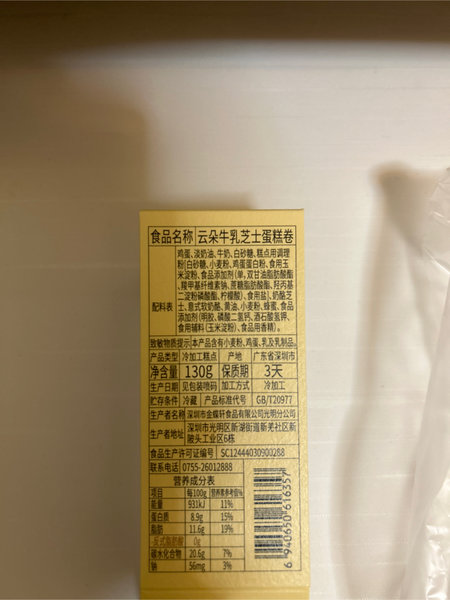 食品名称 云朵牛乳芝士蛋糕卷
配料表 鸡蛋、淡奶油、牛奶、白砂糖、糕点用调理
粉(白砂糖、小麦粉、鸡蛋蛋白粉、食用玉
米淀粉、食品添加剂(单,双甘油脂肪酸酯
、羧甲基纤维素钠、蔗糖脂肪酸酯、羟丙基
二淀粉磷酸酯、柠檬酸)、食用盐)、奶酪芝
士、意式软奶酪、黄油、小麦粉、蜂蜜、食品
添加剂(明胶、磷酸二氢钙、酒石酸氢钾、
食用辅料(玉米淀粉)、食品用香精)。
致敏物质提示:本产品含有小麦粉、鸡蛋、乳及乳制品。
产品类型 冷加工糕点 产地 广东省深圳市
净含量 130g 保质期 3天
生产日期 见包装喷码 加工方式 冷加工
贮存条件 冷藏 产品标准代号 GB/T20977
生产者名称 深圳市金蝶轩食品有限公司光明分公司
生产者地址 深圳市光明区新湖街道新羌社区新
陂头工业区6栋
食品生产许可证编号 SC12444030900288
联系电话 0755-26012888
营养成分表
项目 每100g 营养素参考值%
能量 931kJ 11%
蛋白质 8.9g 15%
脂肪 11.6g 19%
-反式脂肪酸 0g
碳水化合物 20.6g 7%
钠 56mg 3%
6 940650 616357